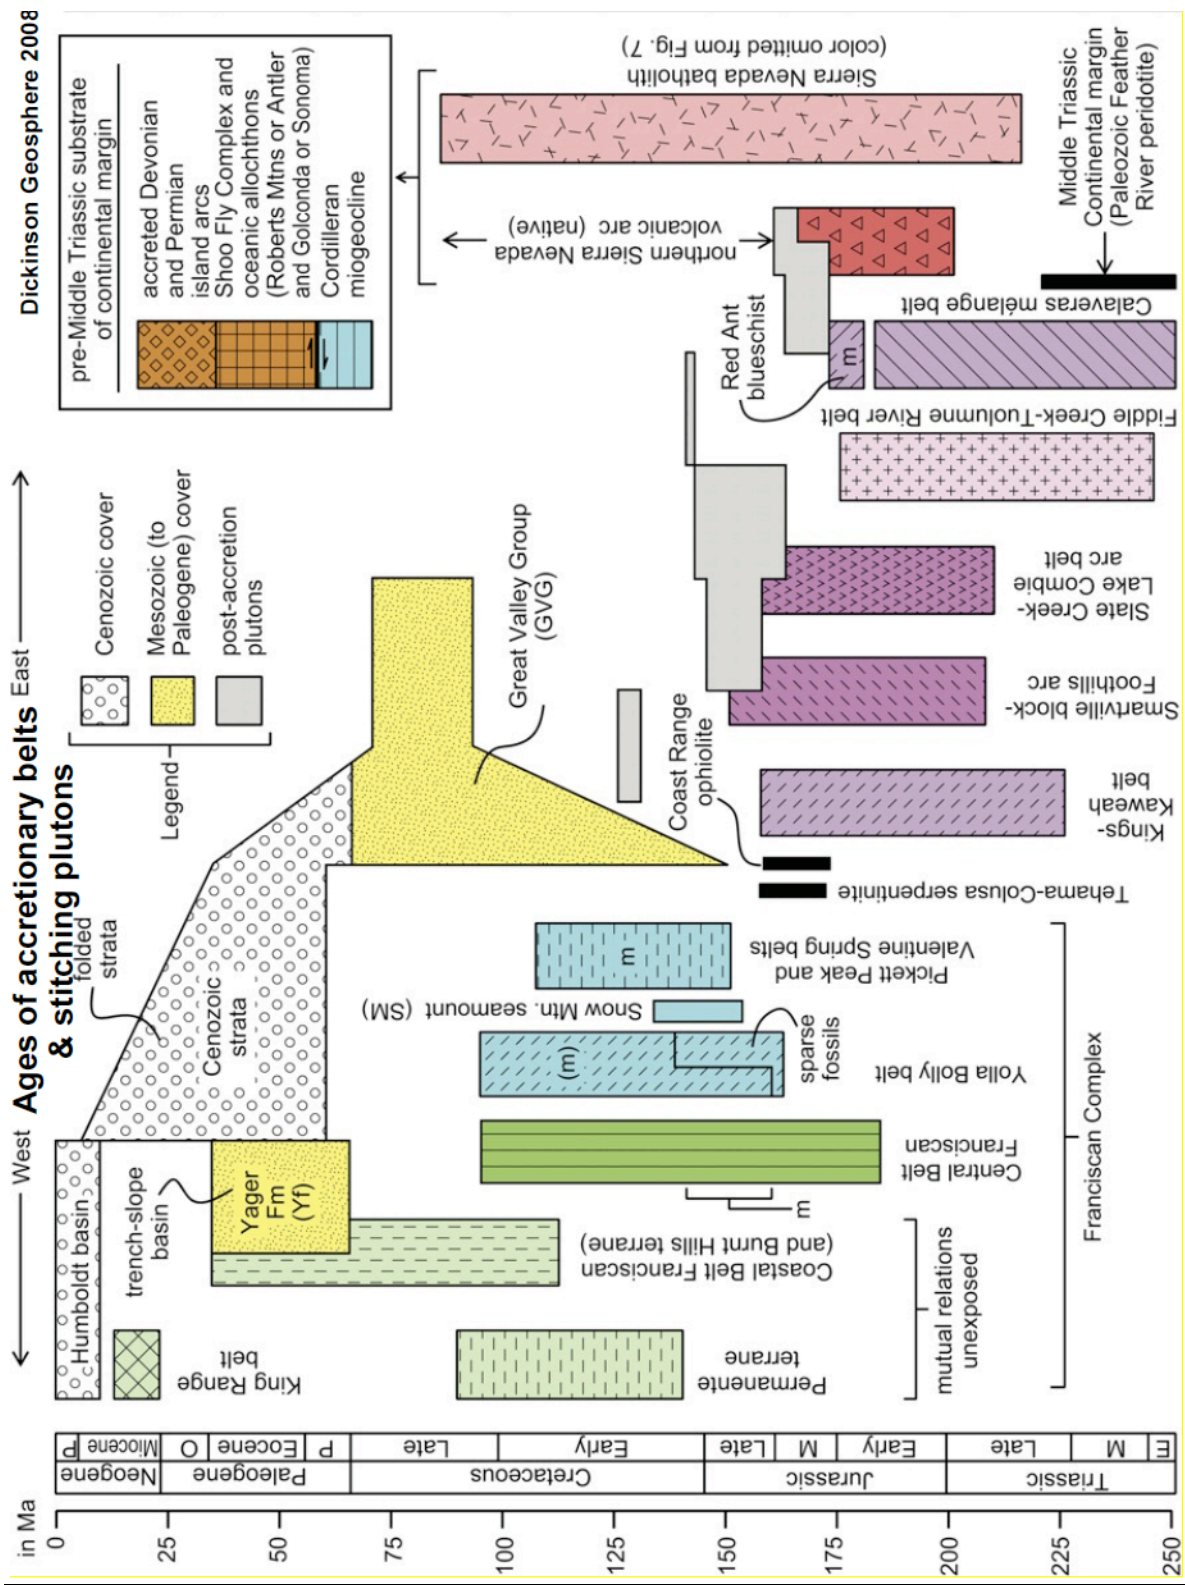 Dickinson Geosphere 2008
Ages of accretionary belts
& stitching plutons
West
East
pre-Middle Triassic substrate
of continental margin
accreted Devonian
and Permian
island arcs
Shoo Fly Complex and
oceanic allochthons
(Roberts Mtns or Antler
and Golconda or Sonoma)
Cordilleran
miogeocline
Legend
Cenozoic cover
Mesozoic (to
Paleogene) cover
post-accretion
plutons
Sierra Nevada batholith
(color omitted from Fig. 7)
northern Sierra Nevada
volcanic arc (native)
Middle Triassic
Continental margin
(Paleozoic Feather
River peridotite)
Calaveras mélange belt
Red Ant
blueschist
m
Fiddle Creek-Tuolumne River belt
Slate Creek-
Lake Combie
arc belt
Smartville block-
Foothills arc
Kings-
Kaweah
belt
Great Valley Group
(GVG)
Coast Range
ophiolite
Tehama-Colusa serpentinite
folded
strata
Cenozoic
strata
Pickett Peak and
Valentine Spring belts
m
Snow Mtn. seamount (SM)
Yolla Bolly belt
(m)
sparse
fossils
Central Belt
Franciscan
m
Coastal Belt Franciscan
(and Burnt Hills terrane)
Yager
Fm
(Yf)
trench-slope
basin
Humboldt basin
King Range
belt
Permanente
terrane
mutual relations
unexposed
Franciscan Complex
P
Miocene
O
Eocene
P
Late
Early
Late
M
Early
Late
M
E
Neogene
Paleogene
Cretaceous
Jurassic
Triassic
in Ma
0
25
50
75
100
125
150
175
200
225
250